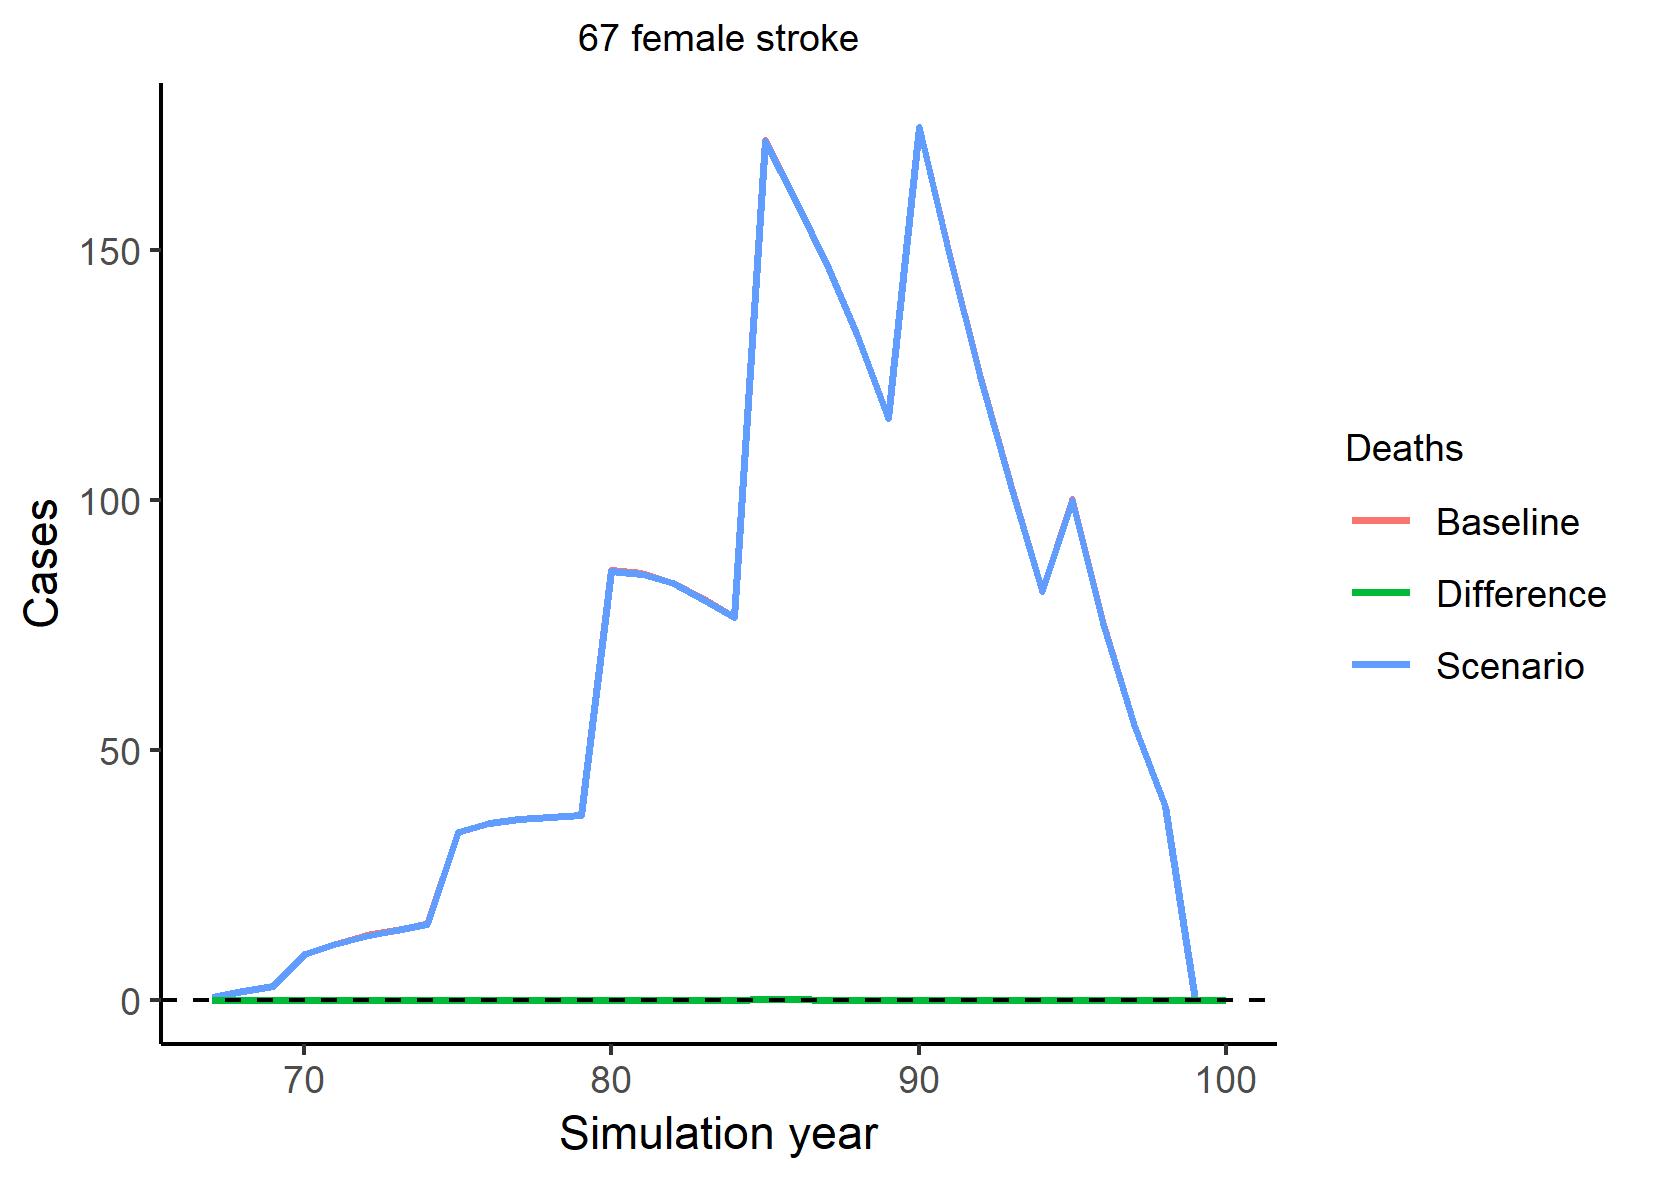 67 female stroke
150
100
50
0
Cases
70 80 90 100
Simulation year
Deaths
Baseline
Difference
Scenario